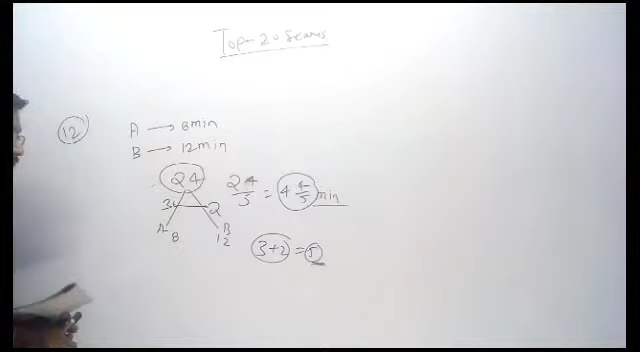 Top-20 Scams
12
A → 8min
B → 12min
24
3 2
A B
8 12
24/5 = 4 4/5 min
3+2 = 5